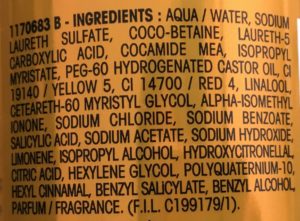 1170683 B - INGREDIENTS : AQUA / WATER, SODIUM
LAURETH SULFATE, COCO-BETAINE, LAURETH-5
CARBOXYLIC ACID, COCAMIDE MEA, ISOPROPYL
MYRISTATE, PEG-60 HYDROGENATED CASTOR OIL, CI
19140 / YELLOW 5, CI 14700 / RED 4, LINALOOL,
CETEARETH-60 MYRISTYL GLYCOL, ALPHA-ISOMETHYL
IONONE, SODIUM CHLORIDE, SODIUM BENZOATE,
SALICYLIC ACID, SODIUM ACETATE, SODIUM HYDROXIDE,
LIMONENE, ISOPROPYL ALCOHOL, HYDROXYCITRONELLAL,
CITRIC ACID, HEXYLENE GLYCOL, POLYQUATERNIUM-10,
HEXYL CINNAMAL, BENZYL SALICYLATE, BENZYL ALCOHOL,
PARFUM / FRAGRANCE. (F.I.L. C199179/1).